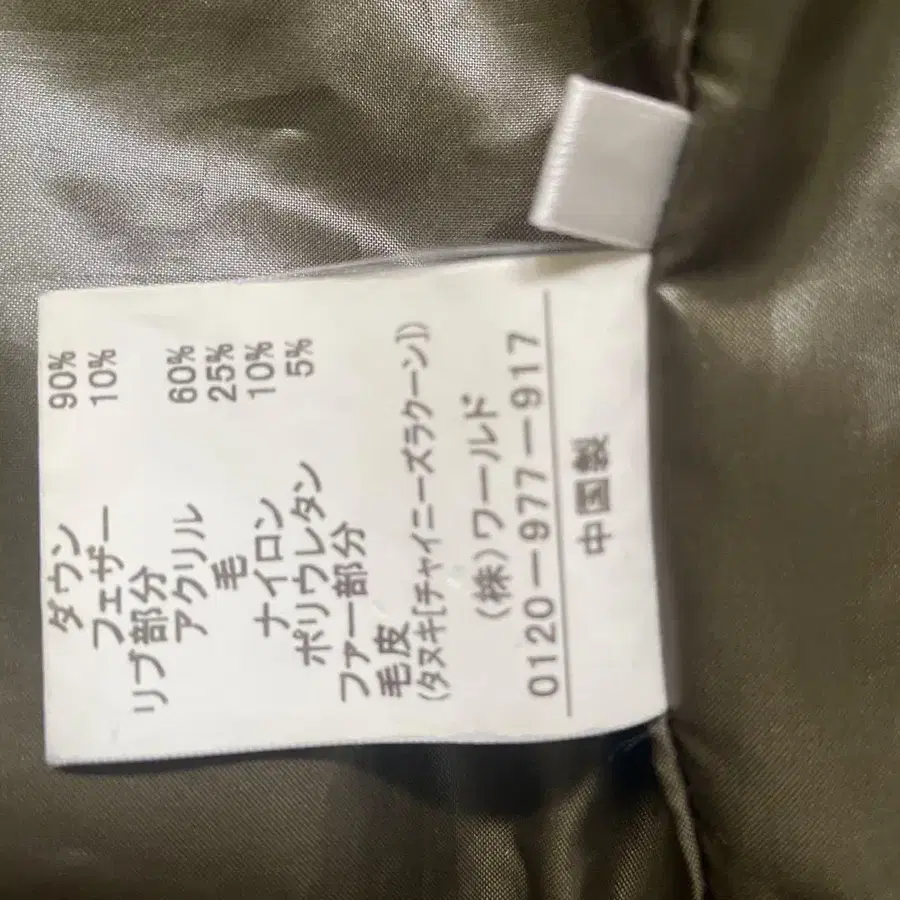 ダウン 90%
フェザー 10%
リブ部分
アクリル 60%
毛 25%
ナイロン 10%
ポリウレタン 5%
ファー部分
毛皮
(タヌキ[チャイニーズラクーン])
(株)ワールド
0120-977-917
中国製